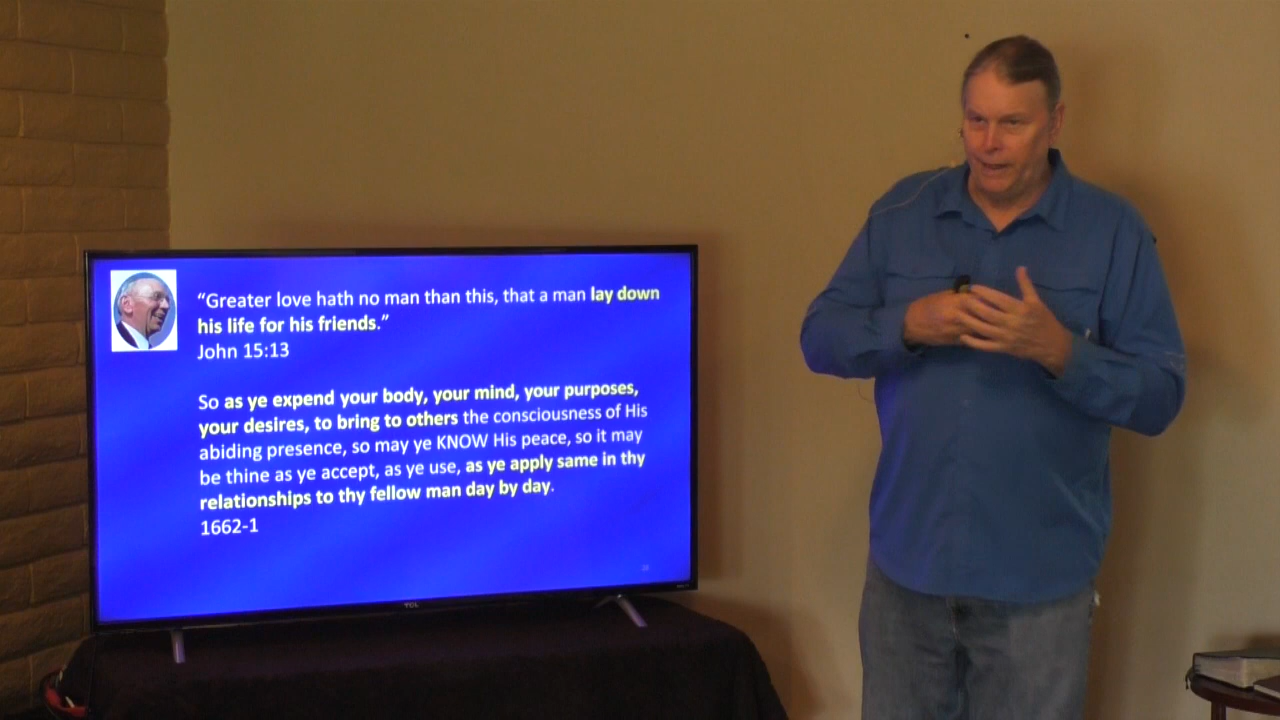 “Greater love hath no man than this, that a man lay down
his life for his friends.”
John 15:13
So as ye expend your body, your mind, your purposes,
your desires, to bring to others the consciousness of His
abiding presence, so may ye KNOW His peace, so it may
be thine as ye accept, as ye use, as ye apply same in thy
relationships to thy fellow man day by day.
1662-1
TCL